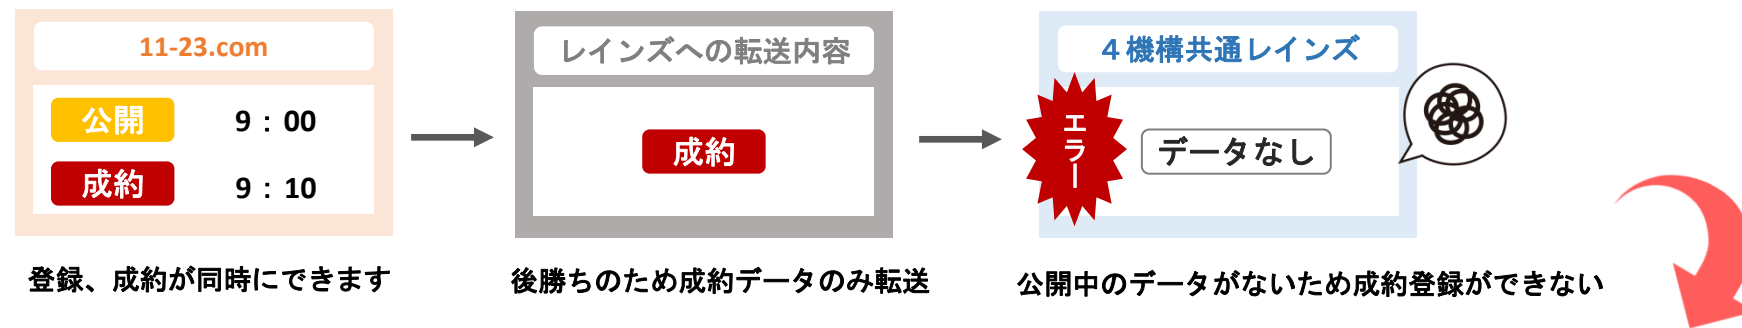 11-23.com
公開 9：00
成約 9：10
登録、成約が同時にできます
レインズへの転送内容
成約
後勝ちのため成約データのみ転送
４機構共通レインズ
エラー
データなし
公開中のデータがないため成約登録ができない